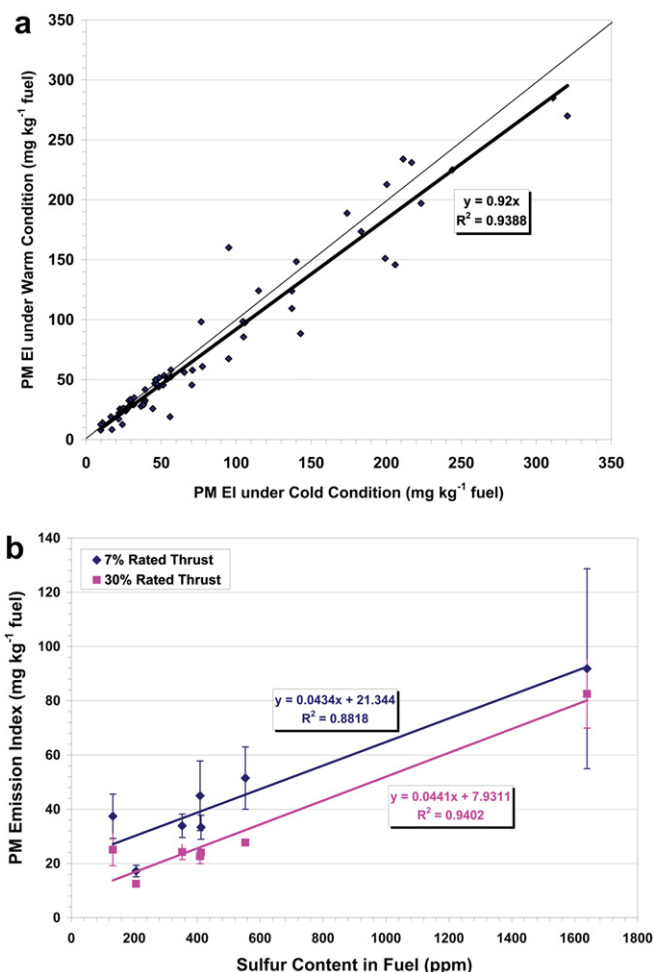 a
350
300
250
200
150
100
50
0
PM EI under Warm Condition (mg kg⁻¹ fuel)
y = 0.92x
R² = 0.9388
0 50 100 150 200 250 300 350
PM EI under Cold Condition (mg kg⁻¹ fuel)
b
140
120
100
80
60
40
20
0
PM Emission Index (mg kg⁻¹ fuel)
7% Rated Thrust
30% Rated Thrust
y = 0.0434x + 21.344
R² = 0.8818
y = 0.0441x + 7.9311
R² = 0.9402
0 200 400 600 800 1000 1200 1400 1600 1800
Sulfur Content in Fuel (ppm)